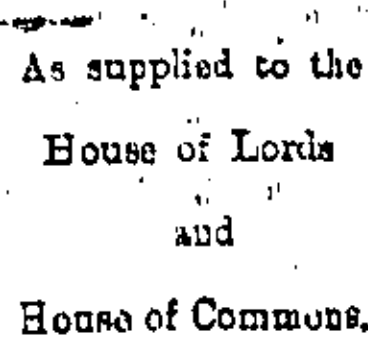 As supplied to the
House of Lords
and
House of Commons.